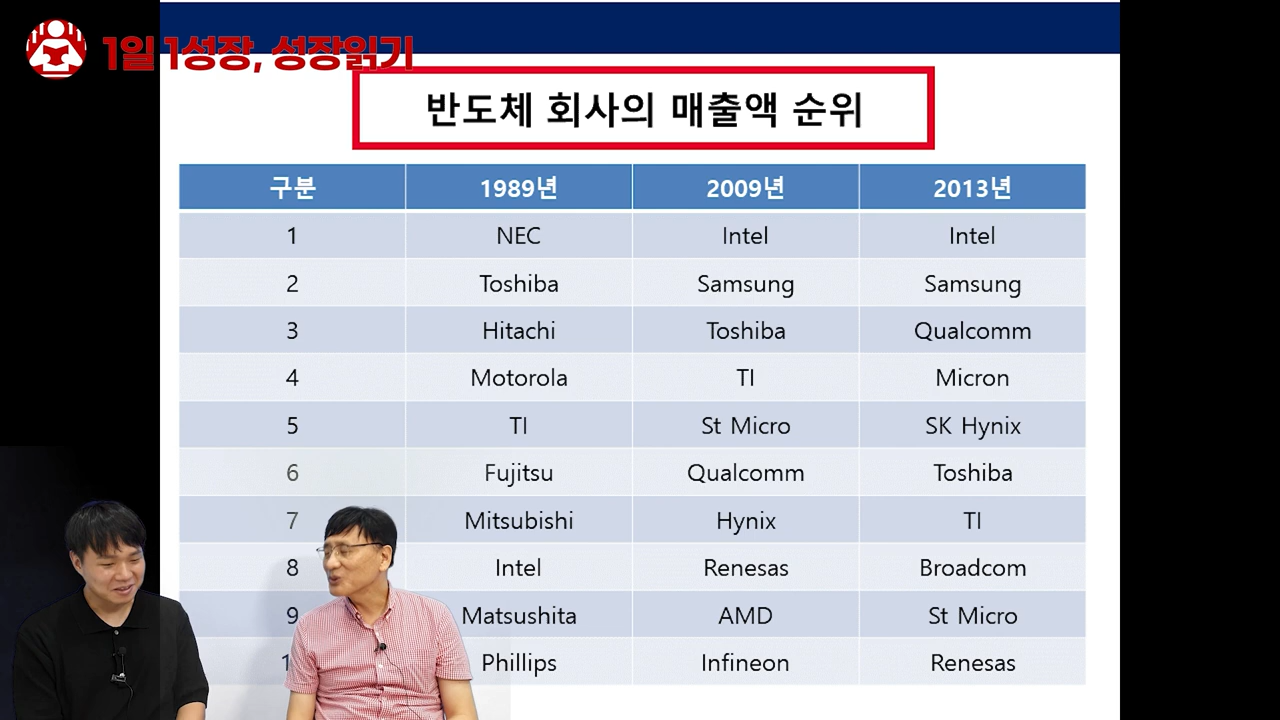 1일 1성장, 성장읽기
반도체 회사의 매출액 순위
구분 1989년 2009년 2013년
1 NEC Intel Intel
2 Toshiba Samsung Samsung
3 Hitachi Toshiba Qualcomm
4 Motorola TI Micron
5 TI St Micro SK Hynix
6 Fujitsu Qualcomm Toshiba
7 Mitsubishi Hynix TI
8 Intel Renesas Broadcom
9 Matsushita AMD St Micro
Phillips Infineon Renesas